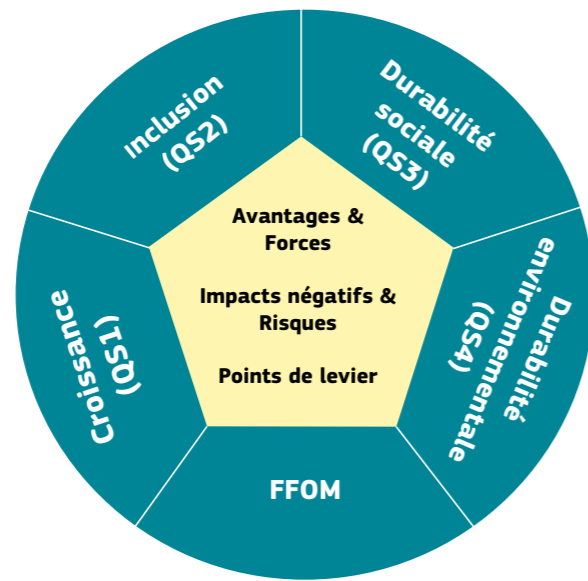 Inclusion
(QS2)
Durabilité
sociale
(QS3)
Avantages &
Forces
Impacts négatifs &
Risques
Points de levier
Croissance
(QS1)
Durabilité
environnementale
(QS4)
FFOM